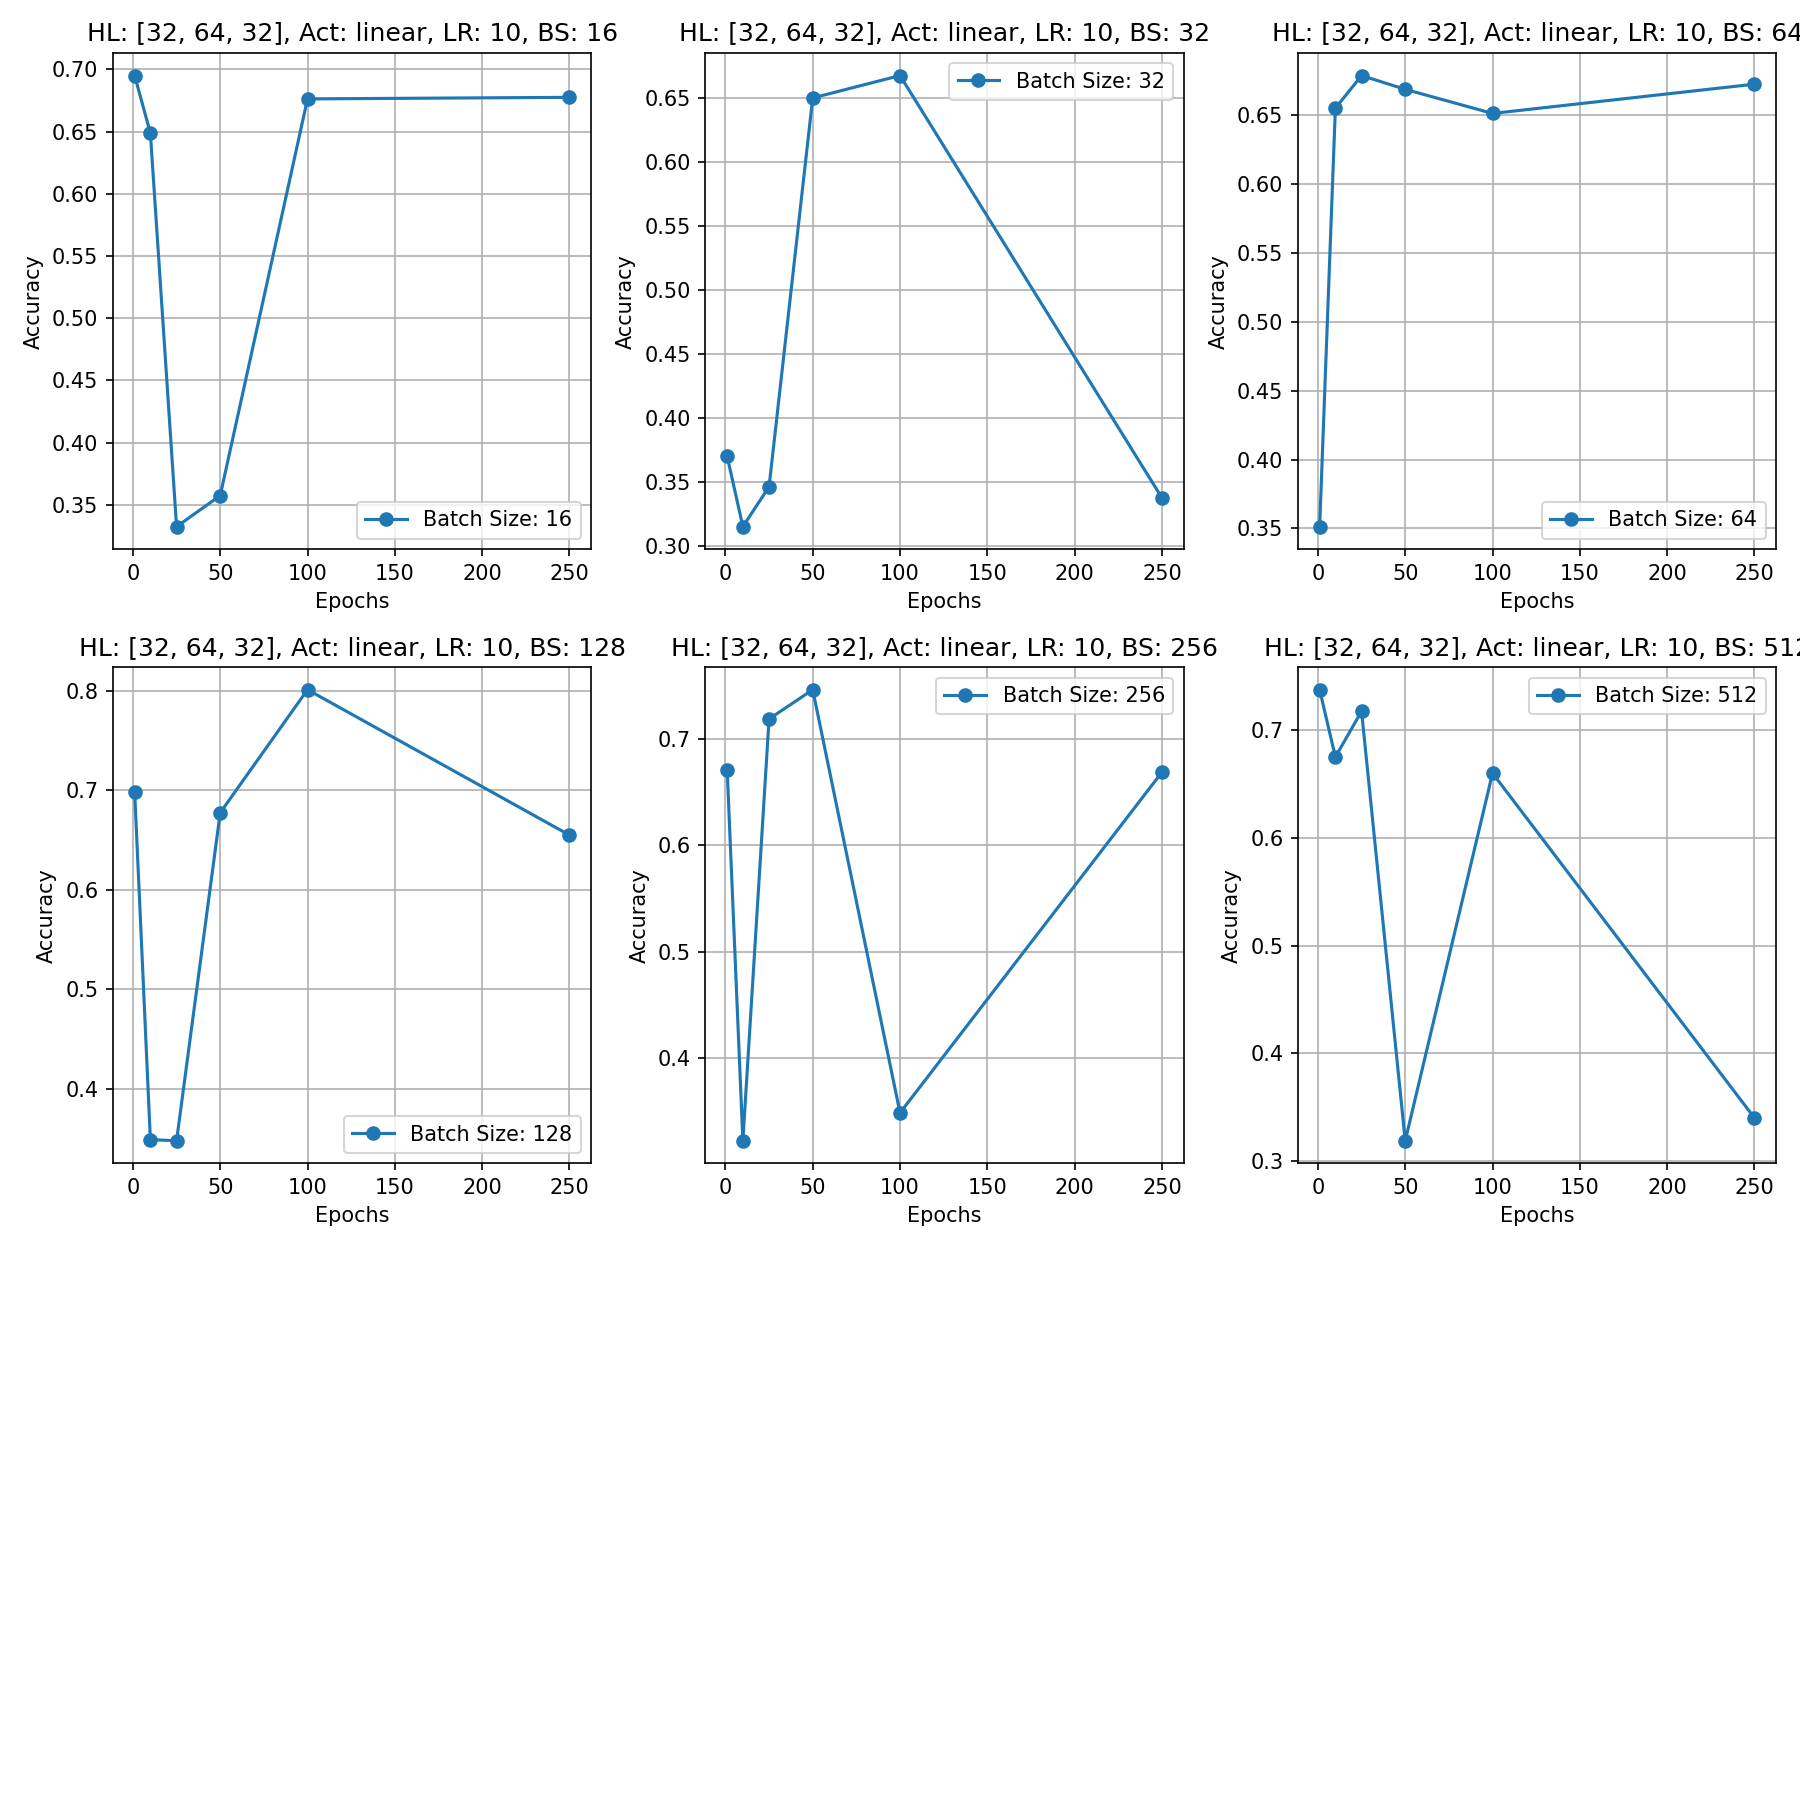 HL: [32, 64, 32], Act: linear, LR: 10, BS: 16
0.70
0.65
0.60
0.55
0.50
0.45
0.40
0.35
Accuracy
Batch Size: 16
0 50 100 150 200 250
Epochs
HL: [32, 64, 32], Act: linear, LR: 10, BS: 32
0.65
0.60
0.55
0.50
0.45
0.40
0.35
0.30
Accuracy
Batch Size: 32
0 50 100 150 200 250
Epochs
HL: [32, 64, 32], Act: linear, LR: 10, BS: 64
0.65
0.60
0.55
0.50
0.45
0.40
0.35
Accuracy
Batch Size: 64
0 50 100 150 200 250
Epochs
HL: [32, 64, 32], Act: linear, LR: 10, BS: 128
0.8
0.7
0.6
0.5
0.4
Accuracy
Batch Size: 128
0 50 100 150 200 250
Epochs
HL: [32, 64, 32], Act: linear, LR: 10, BS: 256
0.7
0.6
0.5
0.4
Accuracy
Batch Size: 256
0 50 100 150 200 250
Epochs
HL: [32, 64, 32], Act: linear, LR: 10, BS: 512
0.7
0.6
0.5
0.4
0.3
Accuracy
Batch Size: 512
0 50 100 150 200 250
Epochs